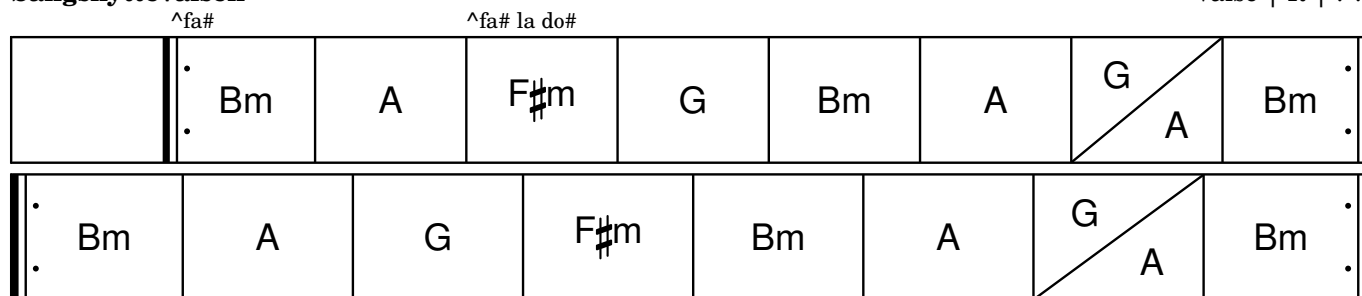 ^fa# ^fa# la do#
Bm A F♯m G Bm A G A Bm
Bm A G F♯m Bm A G A Bm